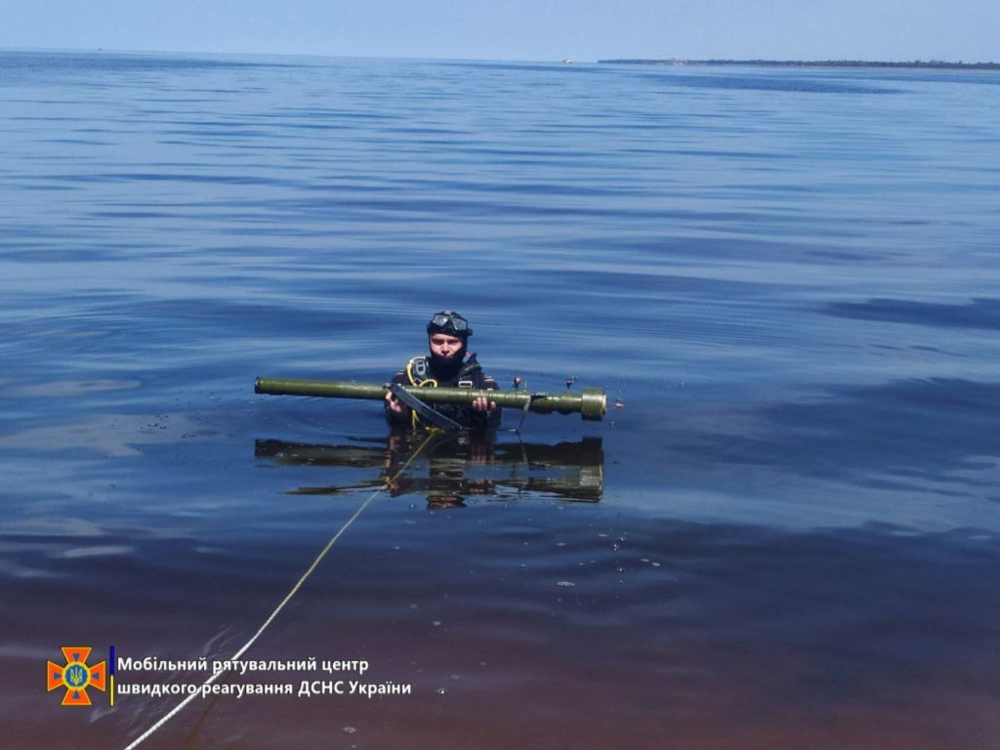 Мобільний рятувальний центр
швидкого реагування ДСНС України